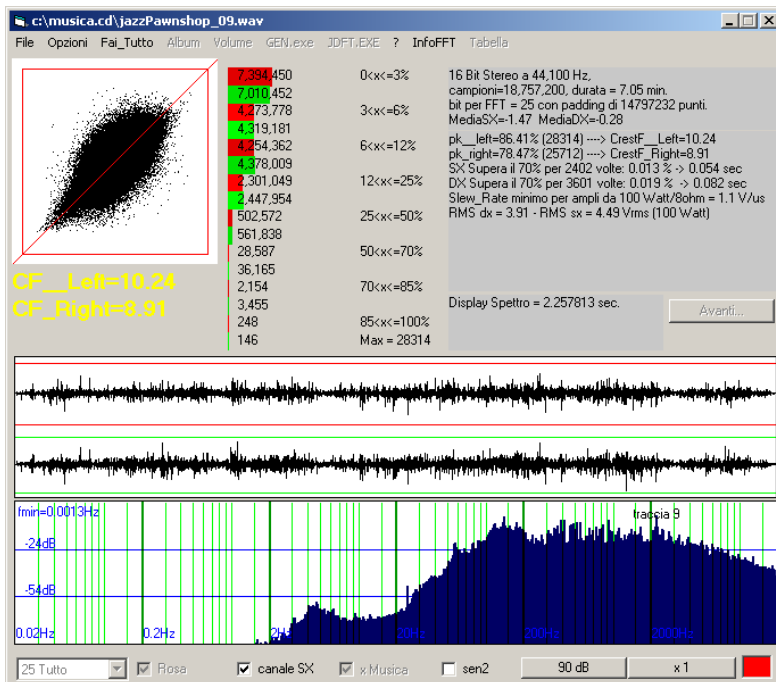 c:\musica.cd\jazzPawnshop_09.wav
File Opzioni Fai_Tutto Album Volume GEN.exe JDFT.EXE ? InfoFFT Tabella
7,394,450 0<x<=3%
7,010,452
4,273,778 3<x<=6%
4,319,181
4,254,362 6<x<=12%
4,378,009
2,301,049 12<x<=25%
2,447,954
502,572 25<x<=50%
561,838
28,587 50<x<=70%
36,165
2,154 70<x<=85%
3,455
248 85<x<=100%
146 Max = 28314
CF__Left=10.24
CF_Right=8.91
16 Bit Stereo a 44,100 Hz,
campioni=18,757,200, durata = 7.05 min.
bit per FFT = 25 con padding di 14797232 punti.
MediaSX=-1.47 MediaDX=-0.28
pk__left=86.41% (28314) ----> CrestF__Left=10.24
pk_right=78.47% (25712) ----> CrestF_Right=8.91
SX Supera il 70% per 2402 volte: 0.013 % -> 0.054 sec
DX Supera il 70% per 3601 volte: 0.019 % -> 0.082 sec
Slew_Rate minimo per ampli da 100 Watt/8ohm = 1.1 V/us
RMS dx = 3.91 - RMS sx = 4.49 Vrms (100 Watt)
Display Spettro = 2.257813 sec.
Avanti...
fmin=0.0013Hz traccia 9
-24dB
-54dB
0.02Hz 0.2Hz 2Hz 20Hz 200Hz 2000Hz
25 Tutto Rosa canale SX x Musica sen2 90 dB x 1